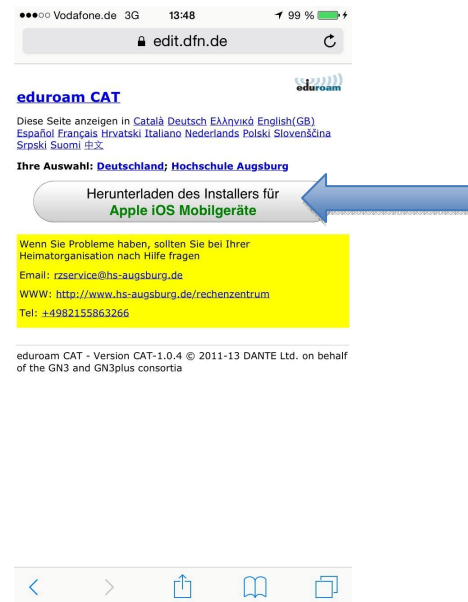 Vodafone.de 3G 13:48 99 %
edit.dfn.de
eduroam
eduroam CAT
Diese Seite anzeigen in Català Deutsch Ελληνικά English(GB)
Español Français Hrvatski Italiano Nederlands Polski Slovenščina
Srpski Suomi 中文
Ihre Auswahl: Deutschland; Hochschule Augsburg
Herunterladen des Installers für
Apple iOS Mobilgeräte
Wenn Sie Probleme haben, sollten Sie bei Ihrer
Heimatorganisation nach Hilfe fragen
Email: rzservice@hs-augsburg.de
WWW: http://www.hs-augsburg.de/rechenzentrum
Tel: +4982155863266
eduroam CAT - Version CAT-1.0.4 © 2011-13 DANTE Ltd. on behalf
of the GN3 and GN3plus consortia